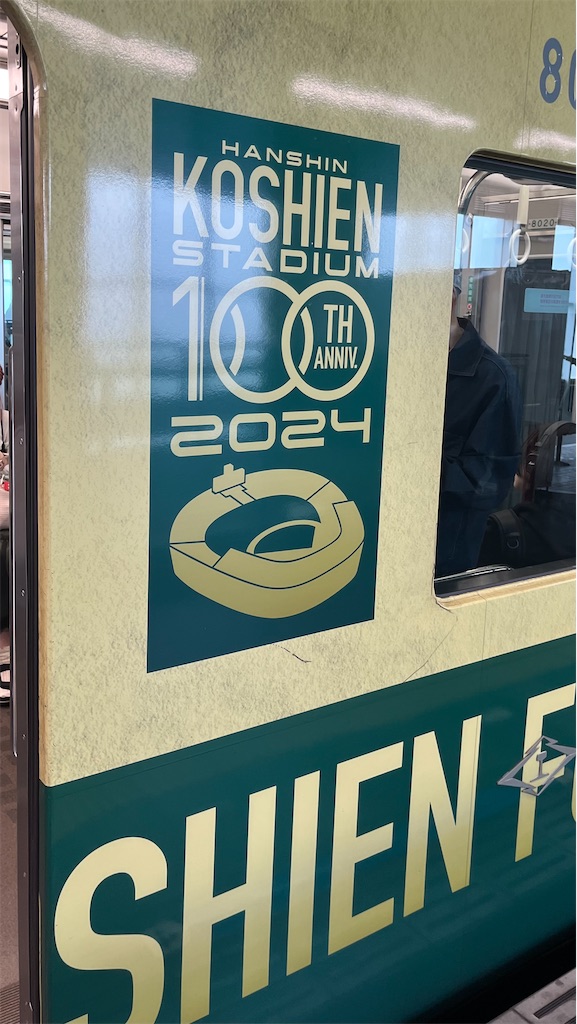 HANSHIN
KOSHIEN
STADIUM
100TH
ANNIV.
2024
8020
SHIEN